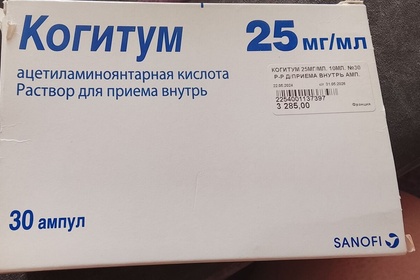 Когитум
25 мг/мл
ацетиламиноянтарная кислота
Раствор для приема внутрь
КОГИТУМ 25МГ/МЛ. 10МЛ. №30
Р-Р Д/ПРИЕМА ВНУТРЬ АМП.
2254001137397
3 285,00
30 ампул
SANOFI